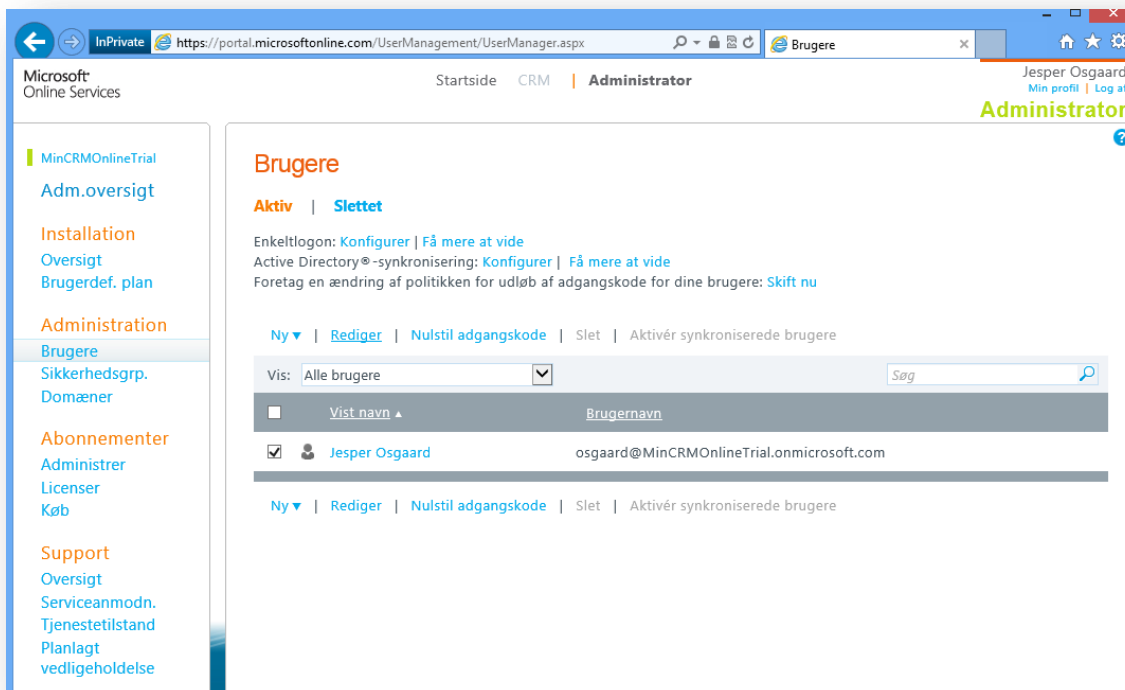 InPrivate https://portal.microsoftonline.com/UserManagement/UserManager.aspx Brugere
Microsoft®
Online Services
Startside CRM | Administrator
Jesper Osgaard
Min profil | Log af
Administrator
MinCRMOnlineTrial
Adm.oversigt
Installation
Oversigt
Brugerdef. plan
Administration
Brugere
Sikkerhedsgrp.
Domæner
Abonnementer
Administrer
Licenser
Køb
Support
Oversigt
Serviceanmodn.
Tjenestetilstand
Planlagt
vedligeholdelse
Brugere
Aktiv | Slettet
Enkeltlogon: Konfigurer | Få mere at vide
Active Directory®-synkronisering: Konfigurer | Få mere at vide
Foretag en ændring af politikken for udløb af adgangskode for dine brugere: Skift nu
Ny | Rediger | Nulstil adgangskode | Slet | Aktivér synkroniserede brugere
Vis: Alle brugere Søg
Vist navn Brugernavn
Jesper Osgaard osgaard@MinCRMOnlineTrial.onmicrosoft.com
Ny | Rediger | Nulstil adgangskode | Slet | Aktivér synkroniserede brugere